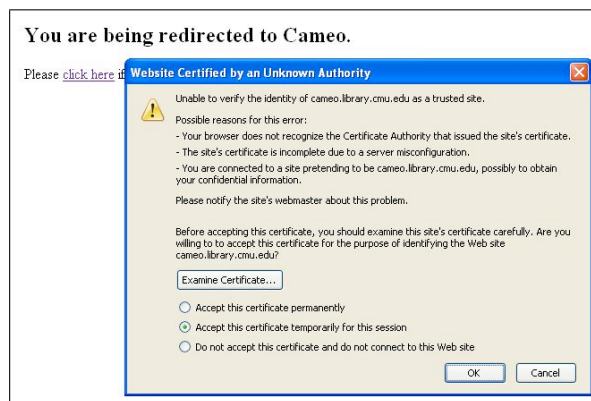 You are being redirected to Cameo.
Please click here if
Website Certified by an Unknown Authority
Unable to verify the identity of cameo.library.cmu.edu as a trusted site.
Possible reasons for this error:
- Your browser does not recognize the Certificate Authority that issued the site's certificate.
- The site's certificate is incomplete due to a server misconfiguration.
- You are connected to a site pretending to be cameo.library.cmu.edu, possibly to obtain
your confidential information.
Please notify the site's webmaster about this problem.
Before accepting this certificate, you should examine this site's certificate carefully. Are you
willing to to accept this certificate for the purpose of identifying the Web site
cameo.library.cmu.edu?
Examine Certificate...
Accept this certificate permanently
Accept this certificate temporarily for this session
Do not accept this certificate and do not connect to this Web site
OK Cancel